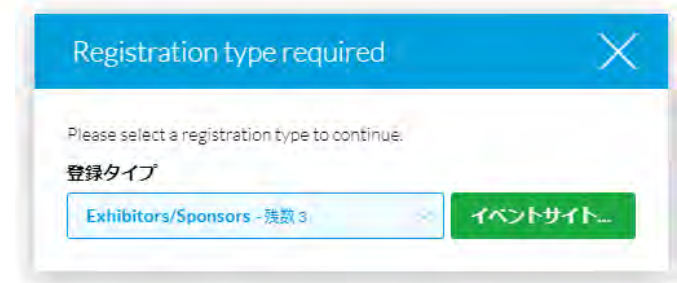 Registration type required
Please select a registration type to continue.
登録タイプ
Exhibitors/Sponsors - 残数 3
イベントサイト...